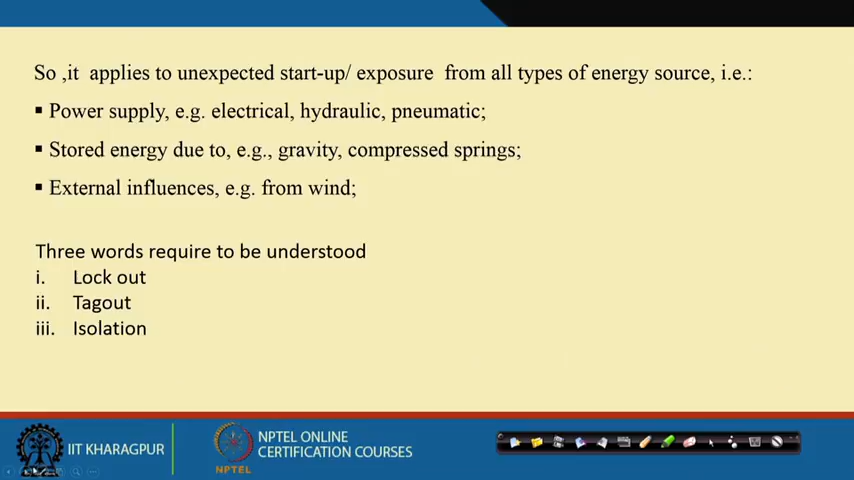 So ,it applies to unexpected start-up/ exposure from all types of energy source, i.e.:
▪ Power supply, e.g. electrical, hydraulic, pneumatic;
▪ Stored energy due to, e.g., gravity, compressed springs;
▪ External influences, e.g. from wind;
Three words require to be understood
i. Lock out
ii. Tagout
iii. Isolation
IIT KHARAGPUR
NPTEL
NPTEL ONLINE
CERTIFICATION COURSES